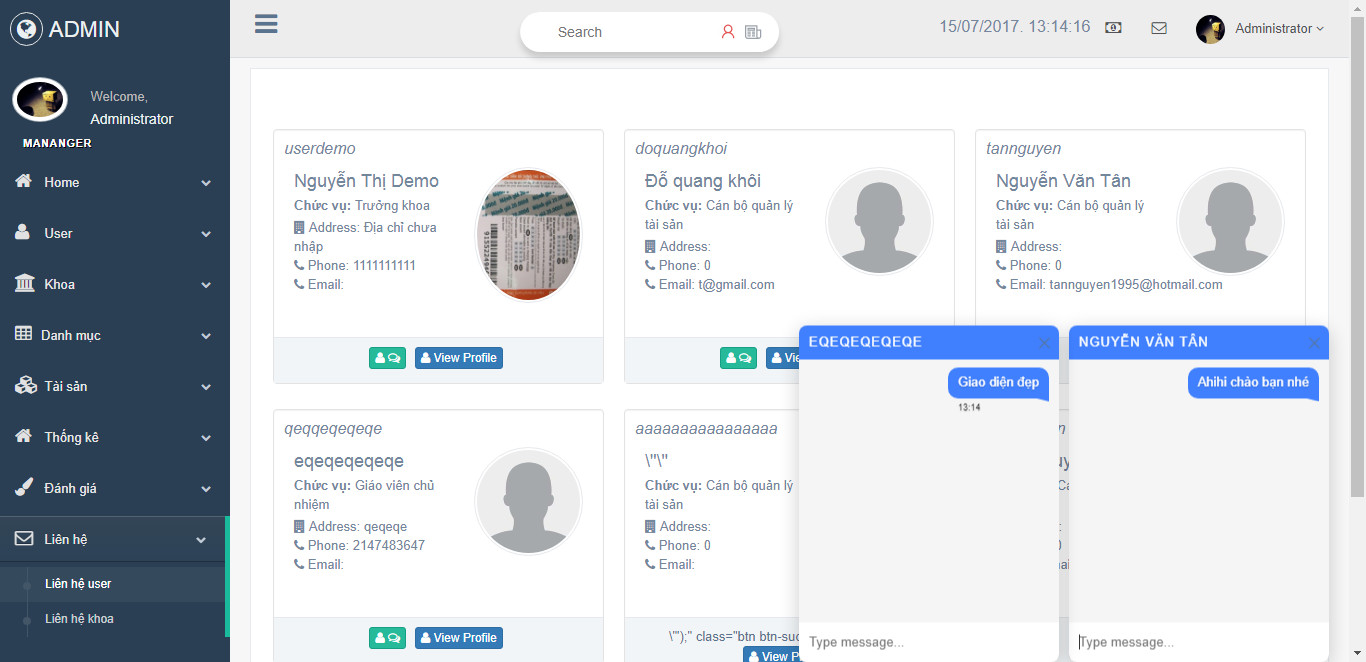 ADMIN
Search
15/07/2017. 13:14:16
Administrator
Welcome,
Administrator
MANANGER
Home
User
Khoa
Danh mục
Tài sản
Thống kê
Đánh giá
Liên hệ
Liên hệ user
Liên hệ khoa
userdemo
Nguyễn Thị Demo
Chức vụ: Trưởng khoa
Address: Địa chỉ chưa
nhập
Phone: 1111111111
Email:
View Profile
doquangkhoi
Đỗ quang khôi
Chức vụ: Cán bộ quản lý
tài sản
Address:
Phone: 0
Email: t@gmail.com
Vie
tannguyen
Nguyễn Văn Tân
Chức vụ: Cán bộ quản lý
tài sản
Address:
Phone: 0
Email: tannguyen1995@hotmail.com
qeqqeqeqeqe
eqeqeqeqeqe
Chức vụ: Giáo viên chủ
nhiệm
Address: qeqeqe
Phone: 2147483647
Email:
View Profile
aaaaaaaaaaaaaaaa
\"\"
Chức vụ: Cán bộ quản lý
tài sản
Address:
Phone: 0
Email:
\"');" class="btn btn-suc
View P
EQEQEQEQEQE
Giao diện đẹp
13:14
Type message...
NGUYỄN VĂN TÂN
Ahihi chào bạn nhé
Type message...